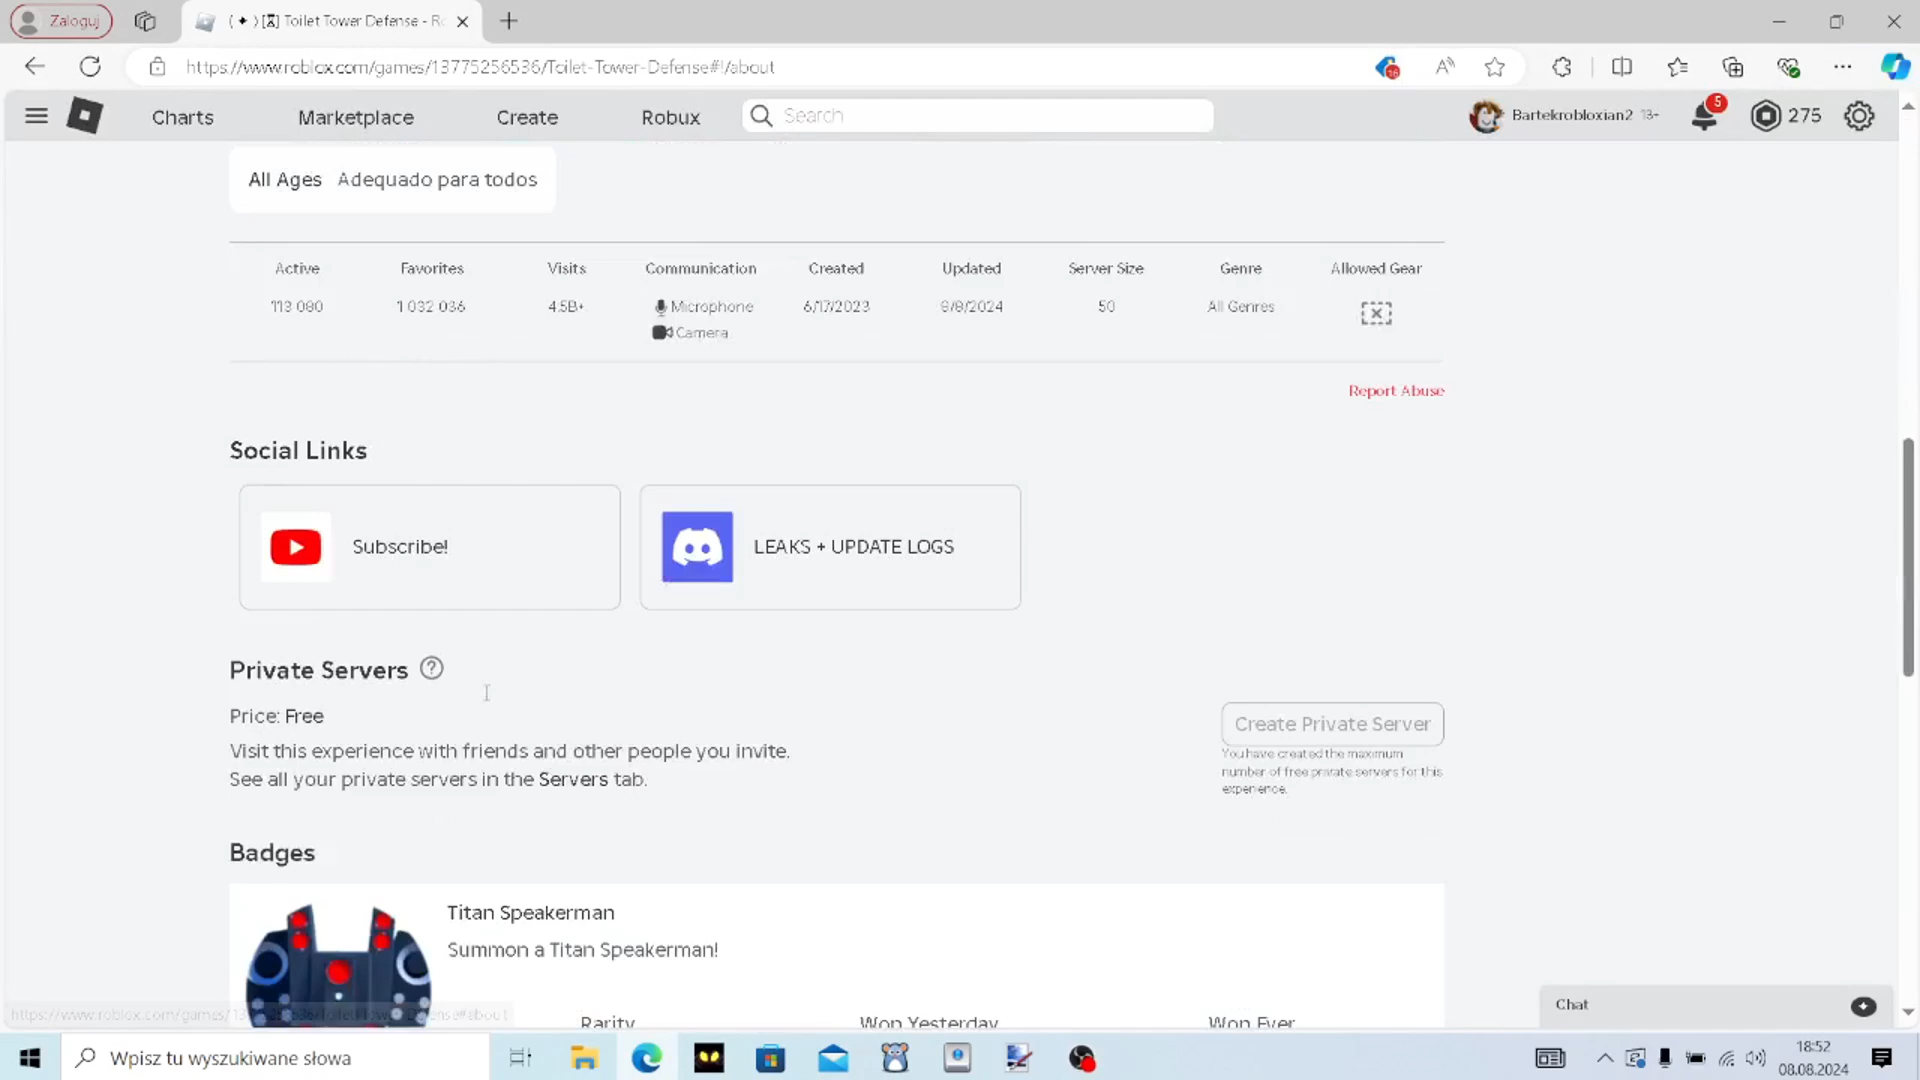 Zaloguj
( ✦ ) [⌛] Toilet Tower Defense - Ro
https://www.roblox.com/games/13775256536/Toilet-Tower-Defense#!/about
16
Charts
Marketplace
Create
Robux
Search
Bartekrobloxian2 13+
5
275
All Ages Adequado para todos
Active Favorites Visits Communication Created Updated Server Size Genre Allowed Gear
113 080 1 032 036 4.5B+ Microphone 6/17/2023 8/8/2024 50 All Genres
Camera
Report Abuse
Social Links
Subscribe!
LEAKS + UPDATE LOGS
Private Servers
Price: Free
Create Private Server
Visit this experience with friends and other people you invite.
See all your private servers in the Servers tab.
You have created the maximum
number of free private servers for this
experience.
Badges
Titan Speakerman
Summon a Titan Speakerman!
Rarity Won Yesterday Won Ever
Chat
Wpisz tu wyszukiwane słowa
18:52
08.08.2024